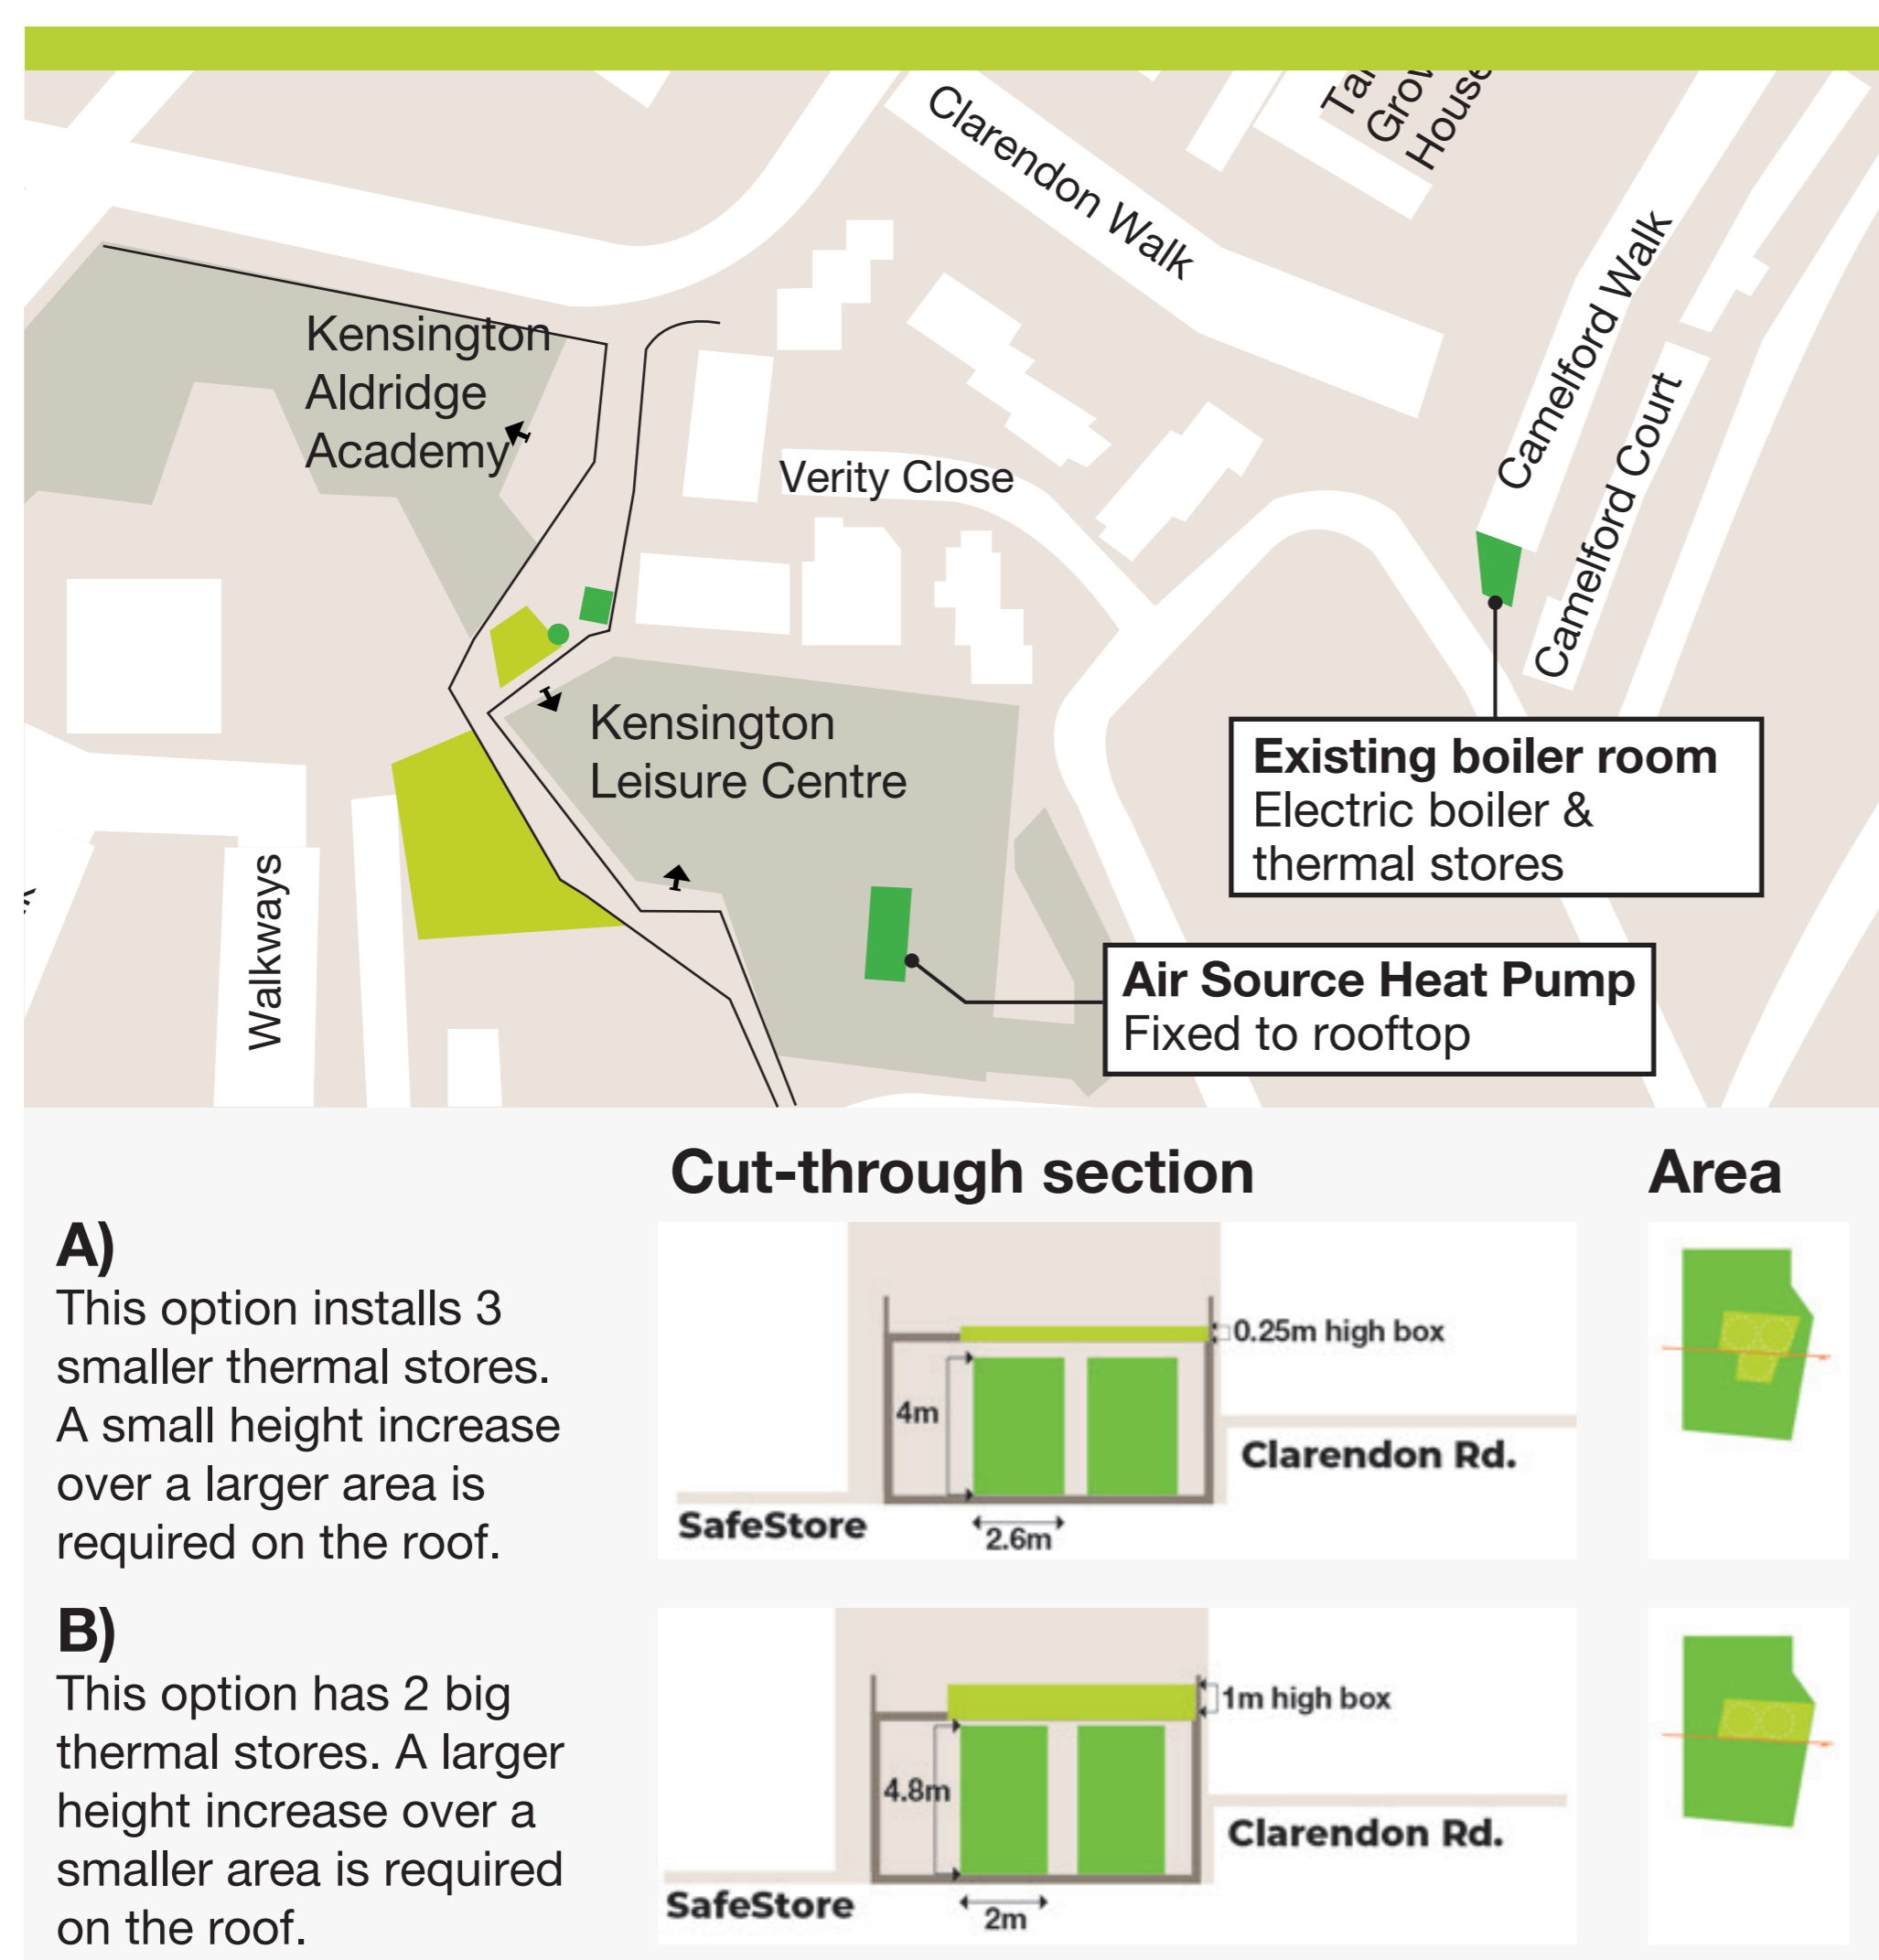 Clarendon Walk
Grov
House
Camelford Walk
Camelford Court
Kensington
Aldridge
Academy
Verity Close
Kensington
Leisure Centre
Walkways
Existing boiler room
Electric boiler &
thermal stores
Air Source Heat Pump
Fixed to rooftop
Cut-through section
Area
A)
This option installs 3
smaller thermal stores.
A small height increase
over a larger area is
required on the roof.
0.25m high box
4m
Clarendon Rd.
SafeStore
2.6m
B)
This option has 2 big
thermal stores. A larger
height increase over a
smaller area is required
on the roof.
1m high box
4.8m
Clarendon Rd.
SafeStore
2m